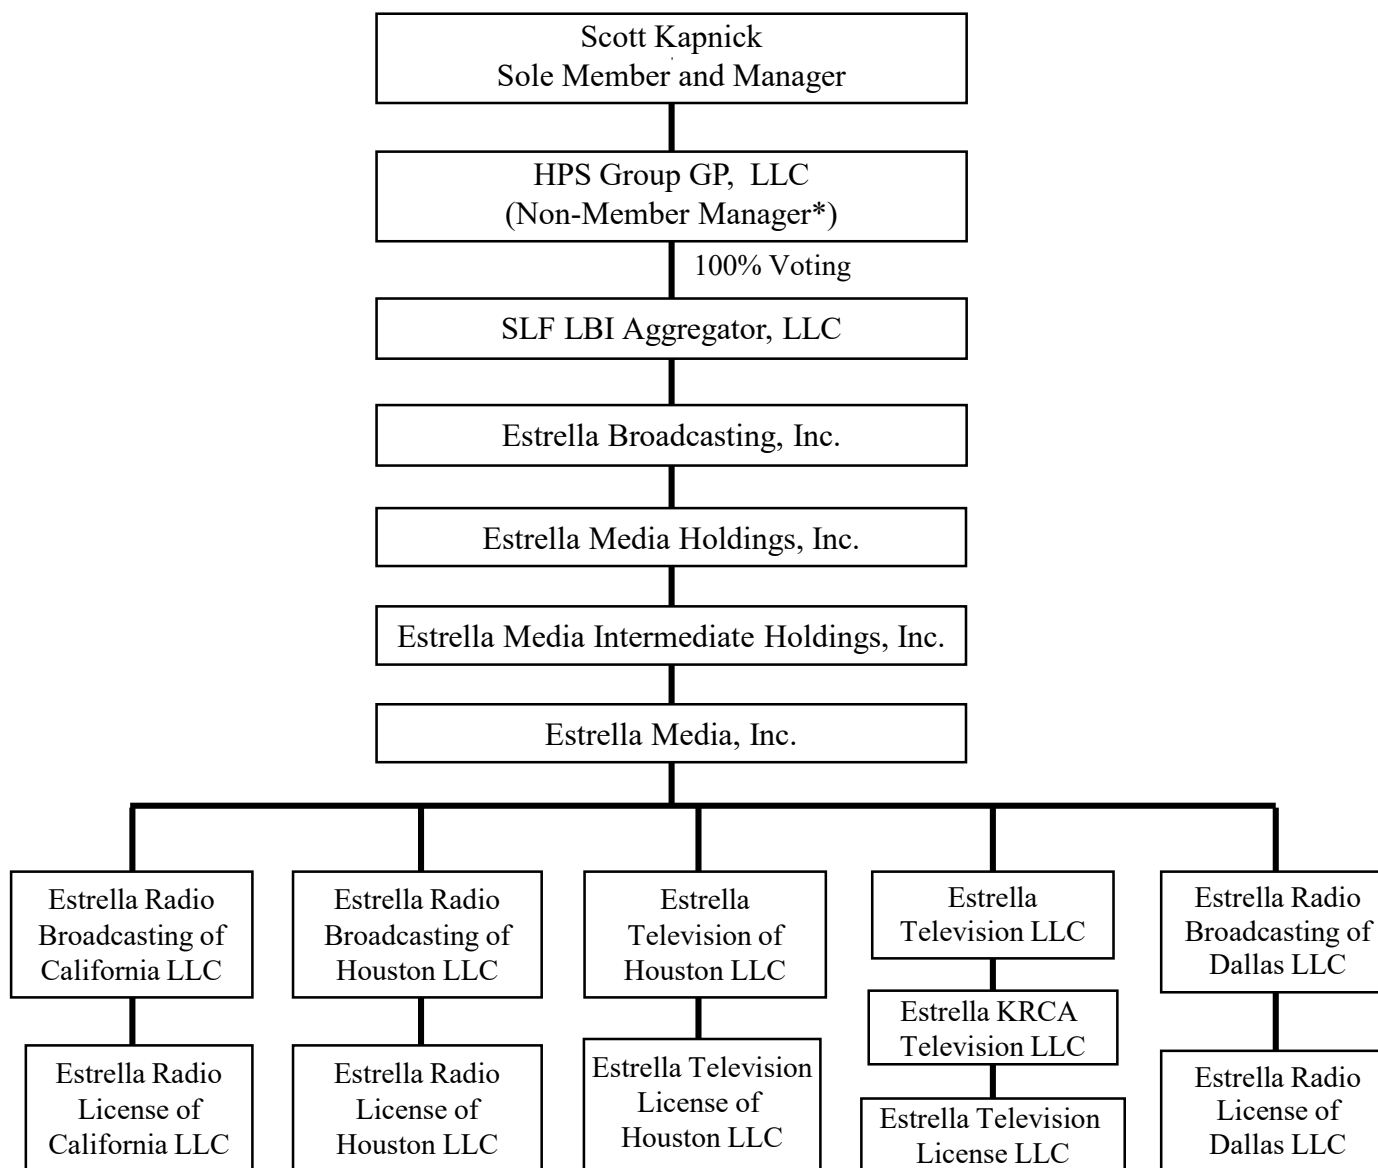 Scott Kapnick
Sole Member and Manager
HPS Group GP, LLC
(Non-Member Manager*)
100% Voting
SLF LBI Aggregator, LLC
Estrella Broadcasting, Inc.
Estrella Media Holdings, Inc.
Estrella Media Intermediate Holdings, Inc.
Estrella Media, Inc.
Estrella Radio
Broadcasting of
California LLC
Estrella Radio
Broadcasting of
Houston LLC
Estrella
Television of
Houston LLC
Estrella
Television LLC
Estrella Radio
Broadcasting of
Dallas LLC
Estrella KRCA
Television LLC
Estrella Radio
License of
California LLC
Estrella Radio
License of
Houston LLC
Estrella Television
License of
Houston LLC
Estrella Television
License LLC
Estrella Radio
License of
Dallas LLC